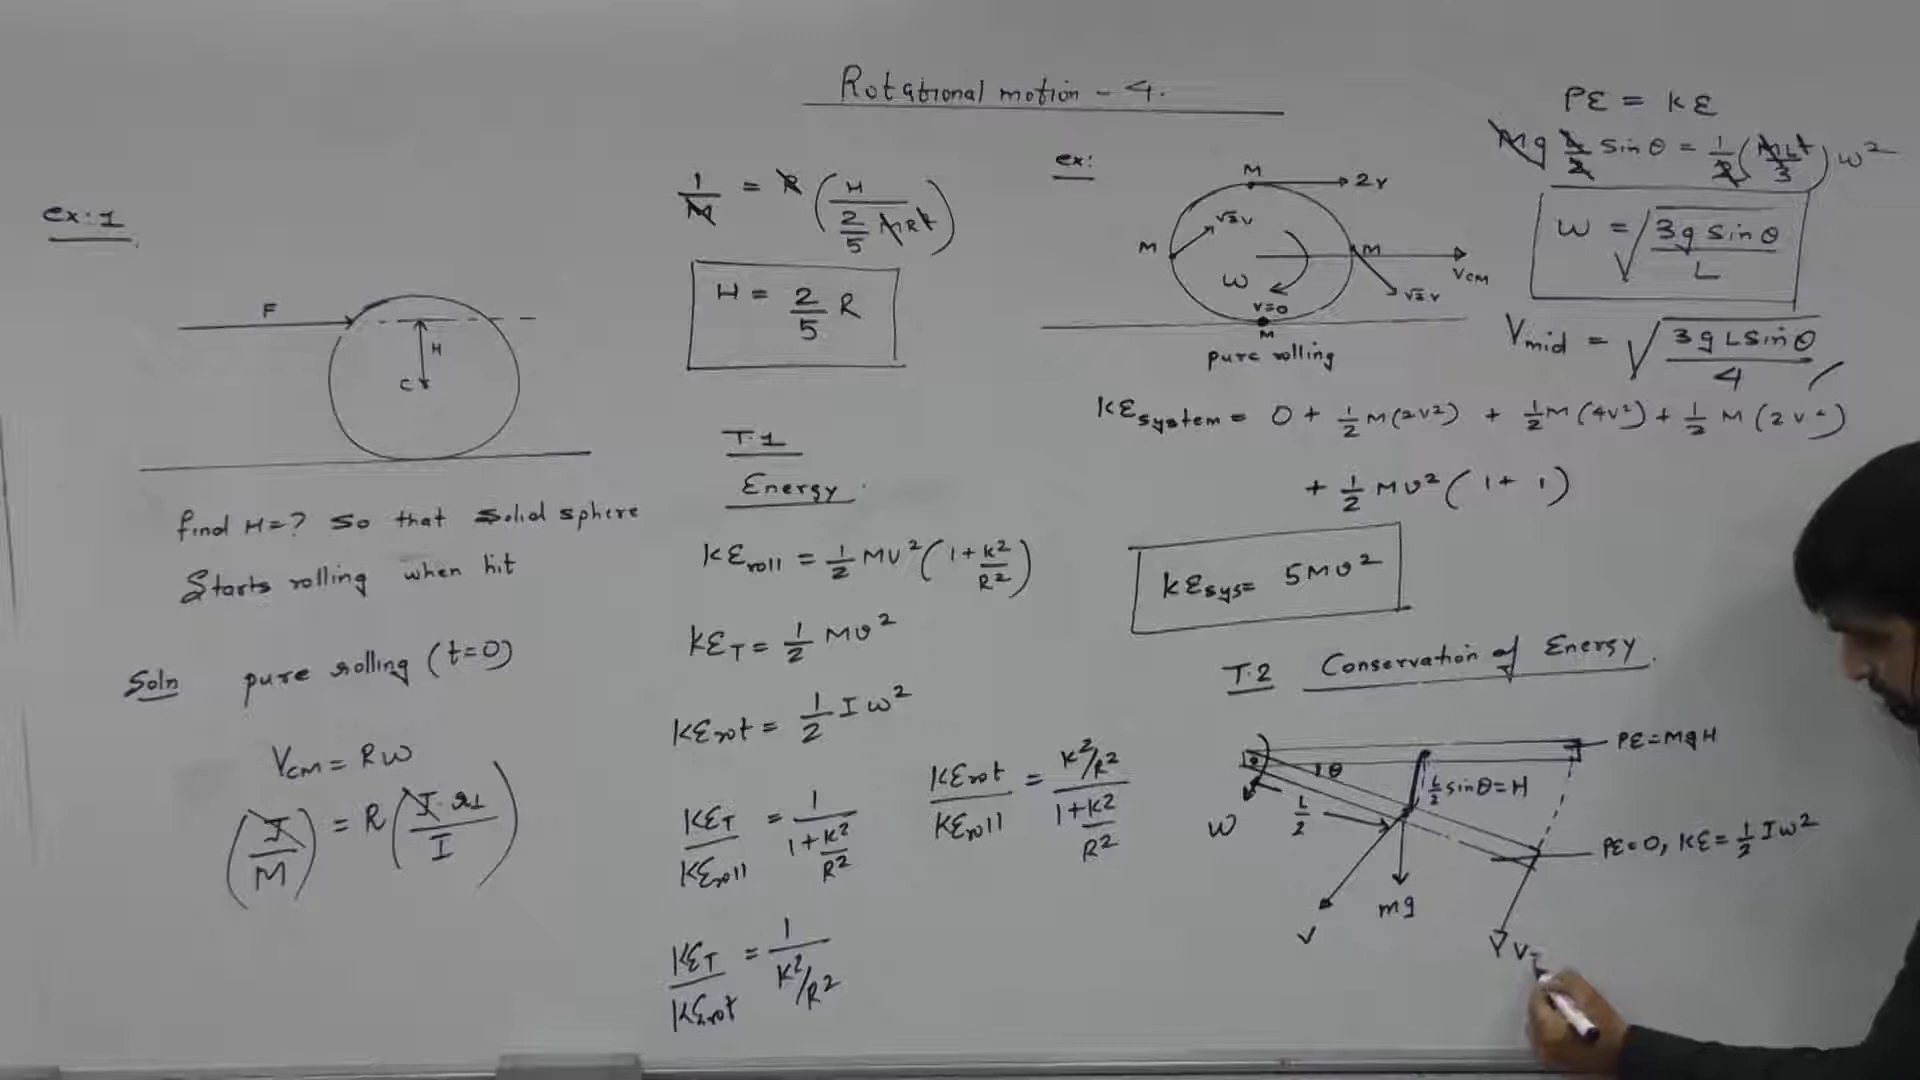 Rotational motion - 4.
ex:1
F
H
C
find H=? so that solid sphere
Starts rolling when hit
Soln pure rolling (t=0)
Vcm = Rω
(J/M) = R(J·r⊥/I)
1/M = R(H/(2/5 MR²))
H = 2/5 R
T.1
Energy
KEroll = 1/2 MV²(1+K²/R²)
KET = 1/2 Mv²
KErot = 1/2 Iω²
KET/KEroll = 1/(1+K²/R²)
KErot/KEroll = (K²/R²)/(1+K²/R²)
KET/KErot = 1/(K²/R²)
ex:
M 2v
√2v
M
M
Vcm
ω
√2v
v=0
M
pure rolling
KEsystem = 0 + 1/2 M(2v²) + 1/2 M(4v²) + 1/2 M(2v²)
+ 1/2 Mv²(1+1)
KEsys= 5Mv²
PE = KE
Mg L/2 sinθ = 1/2 (ML²/3)ω²
ω = √(3g sinθ/L)
Vmid = √(3gLsinθ/4)
T.2 Conservation of Energy.
PE=MgH
θ
L/2 sinθ=H
ω
L/2
PE=0, KE=1/2 Iω²
mg
V
V=